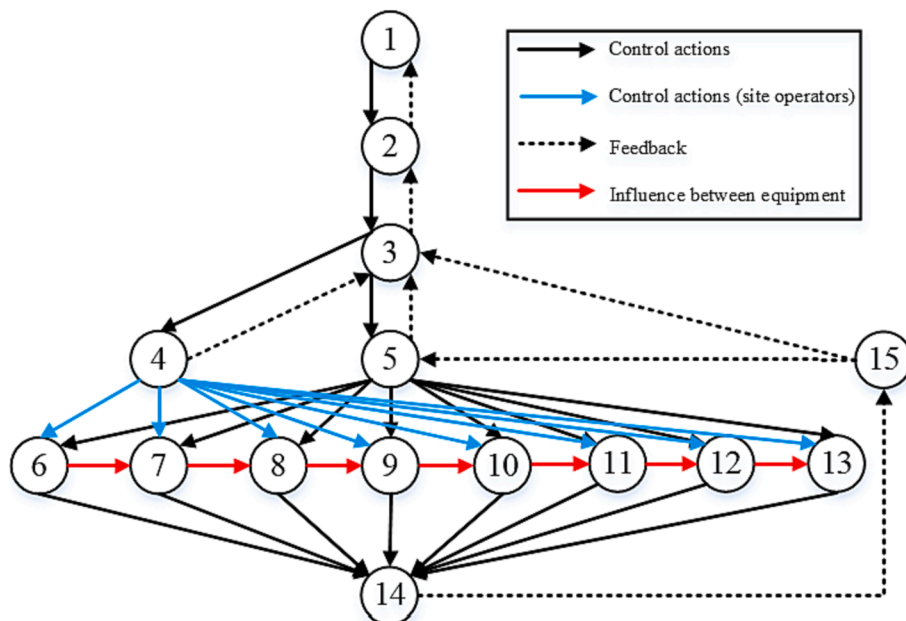 1
Control actions
Control actions (site operators)
2
Feedback
Influence between equipment
3
4
5
15
6 7 8 9 10 11 12 13
14